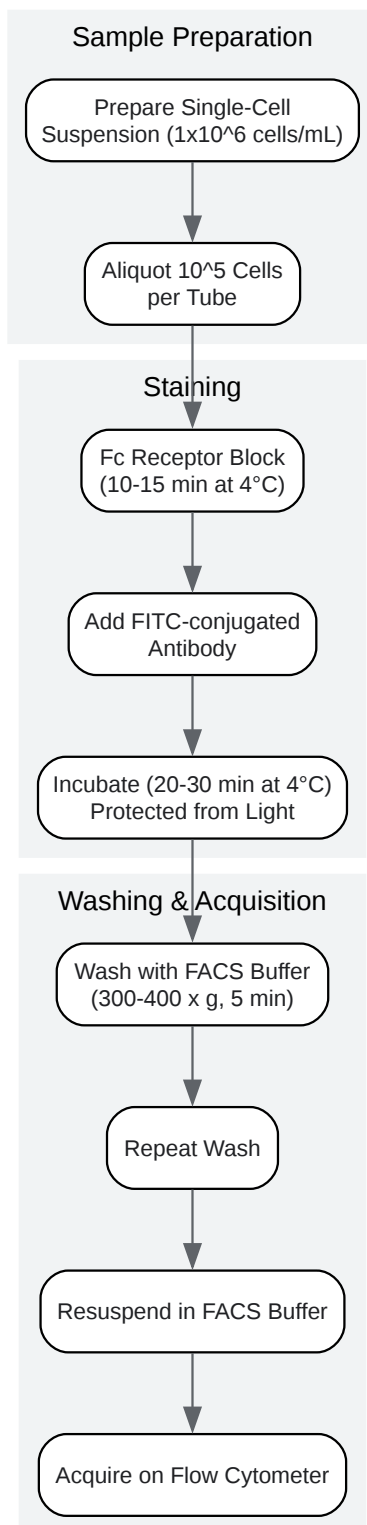 Sample Preparation
Prepare Single-Cell
Suspension (1x10^6 cells/mL)
Aliquot 10^5 Cells
per Tube
Staining
Fc Receptor Block
(10-15 min at 4°C)
Add FITC-conjugated
Antibody
Incubate (20-30 min at 4°C)
Protected from Light
Washing & Acquisition
Wash with FACS Buffer
(300-400 x g, 5 min)
Repeat Wash
Resuspend in FACS Buffer
Acquire on Flow Cytometer